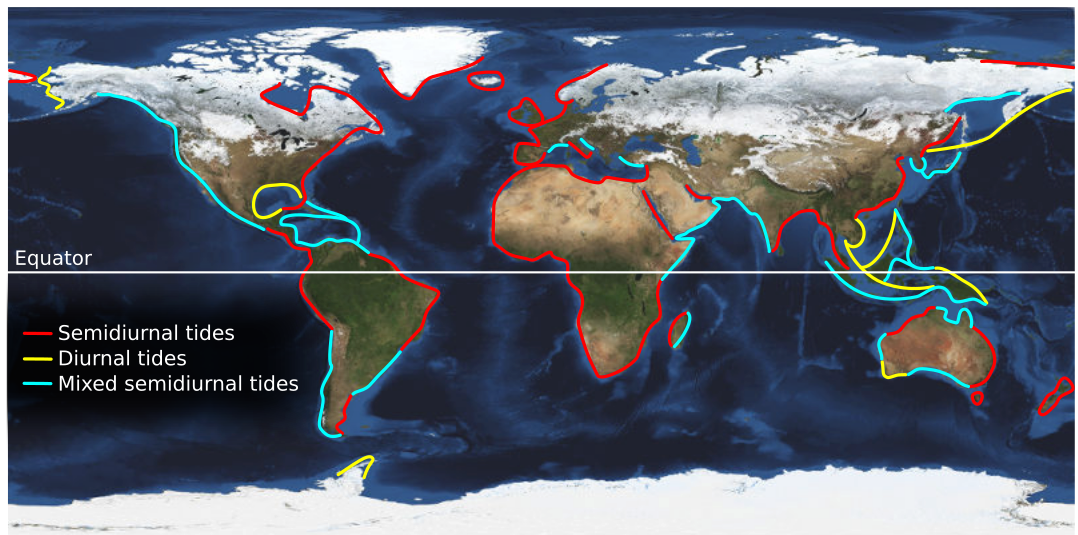 Equator
Semidiurnal tides
Diurnal tides
Mixed semidiurnal tides